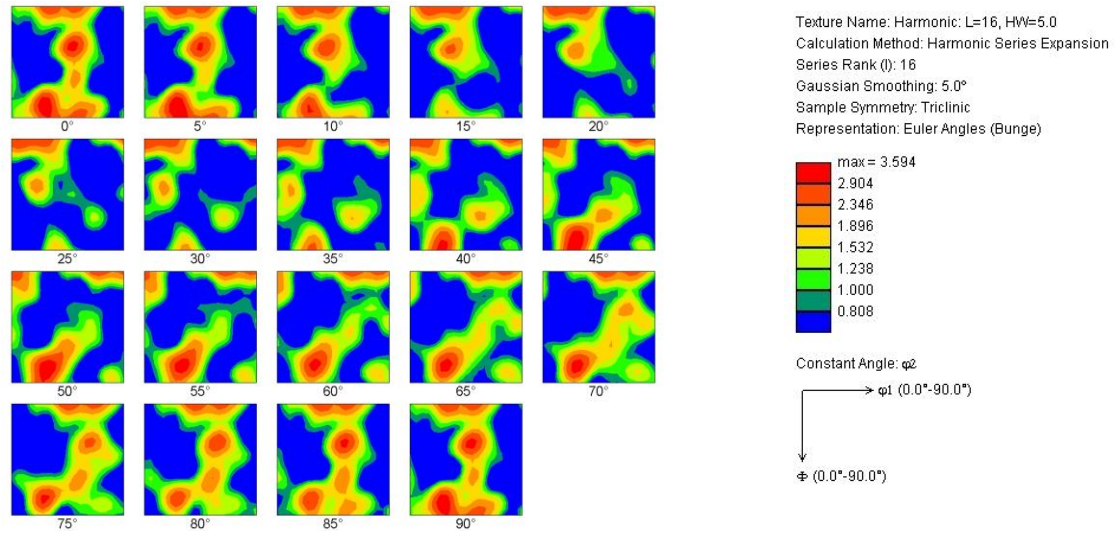 Texture Name: Harmonic: L=16, HW=5.0
Calculation Method: Harmonic Series Expansion
Series Rank (l): 16
Gaussian Smoothing: 5.0°
Sample Symmetry: Triclinic
Representation: Euler Angles (Bunge)
0° 5° 10° 15° 20°
25° 30° 35° 40° 45°
50° 55° 60° 65° 70°
75° 80° 85° 90°
max = 3.594
2.904
2.346
1.896
1.532
1.238
1.000
0.808
Constant Angle: φ2
φ1 (0.0°-90.0°)
Φ (0.0°-90.0°)